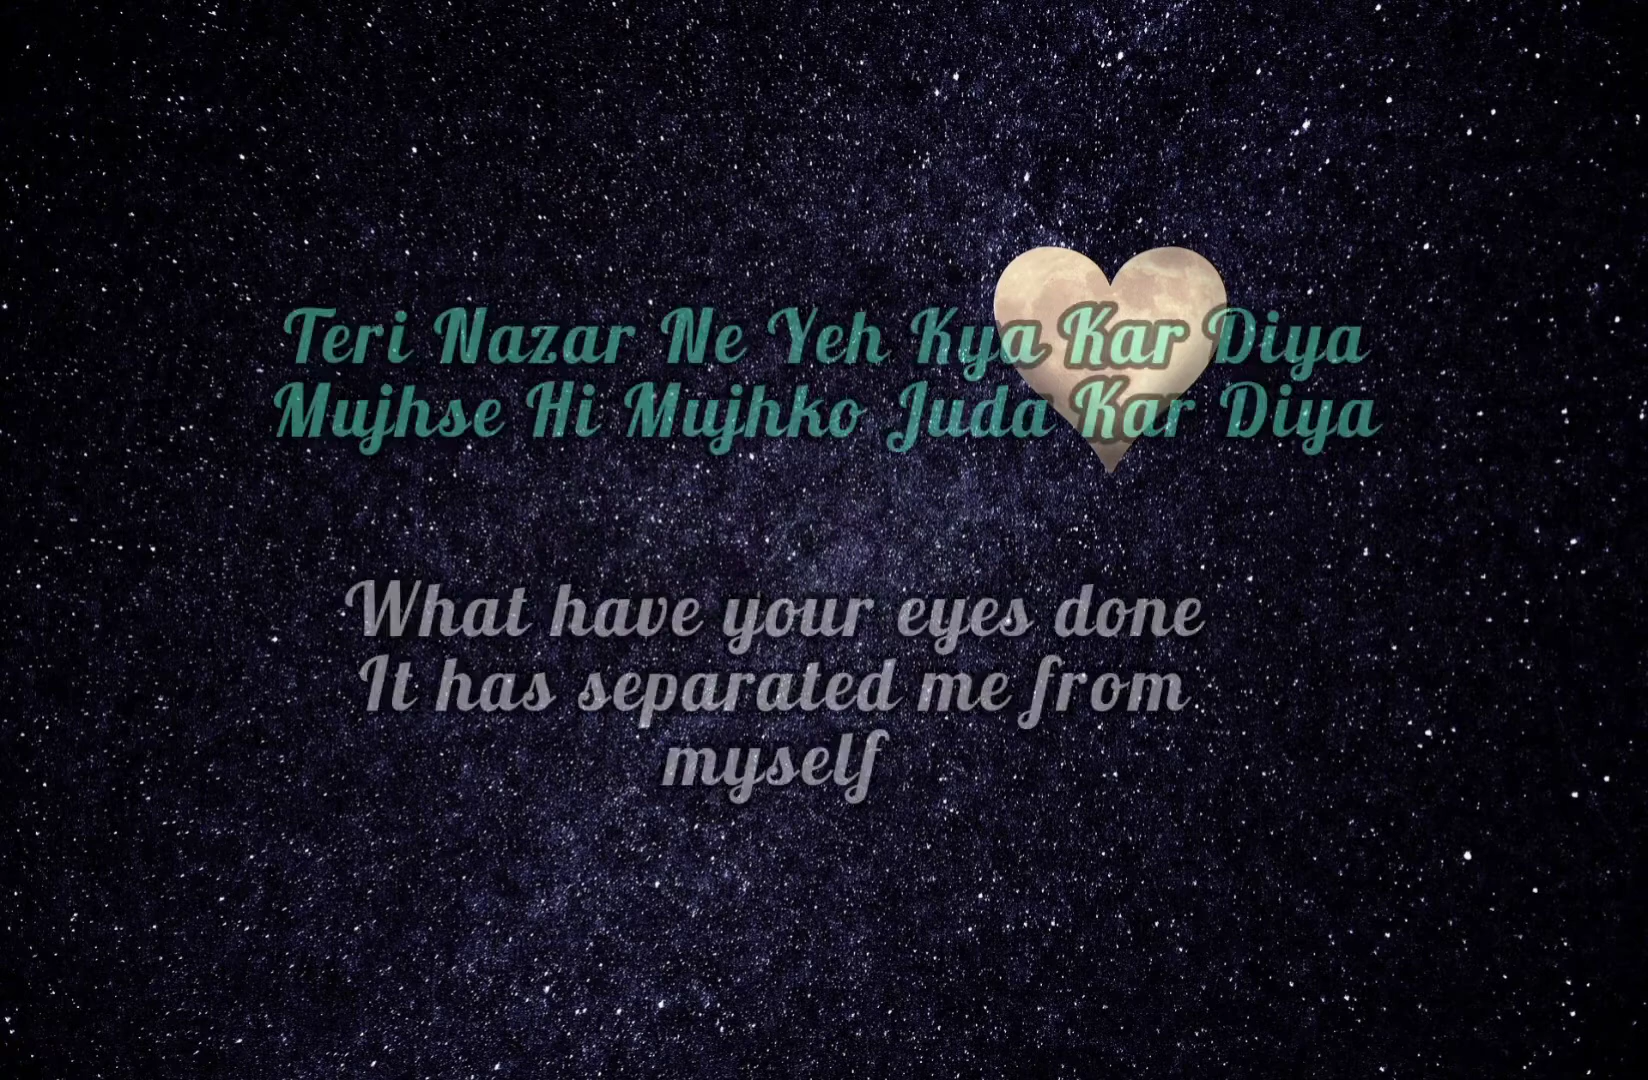 Teri Nazar Ne Yeh Kya Kar Diya
Mujhse Hi Mujhko Juda Kar Diya
What have your eyes done
It has separated me from
myself